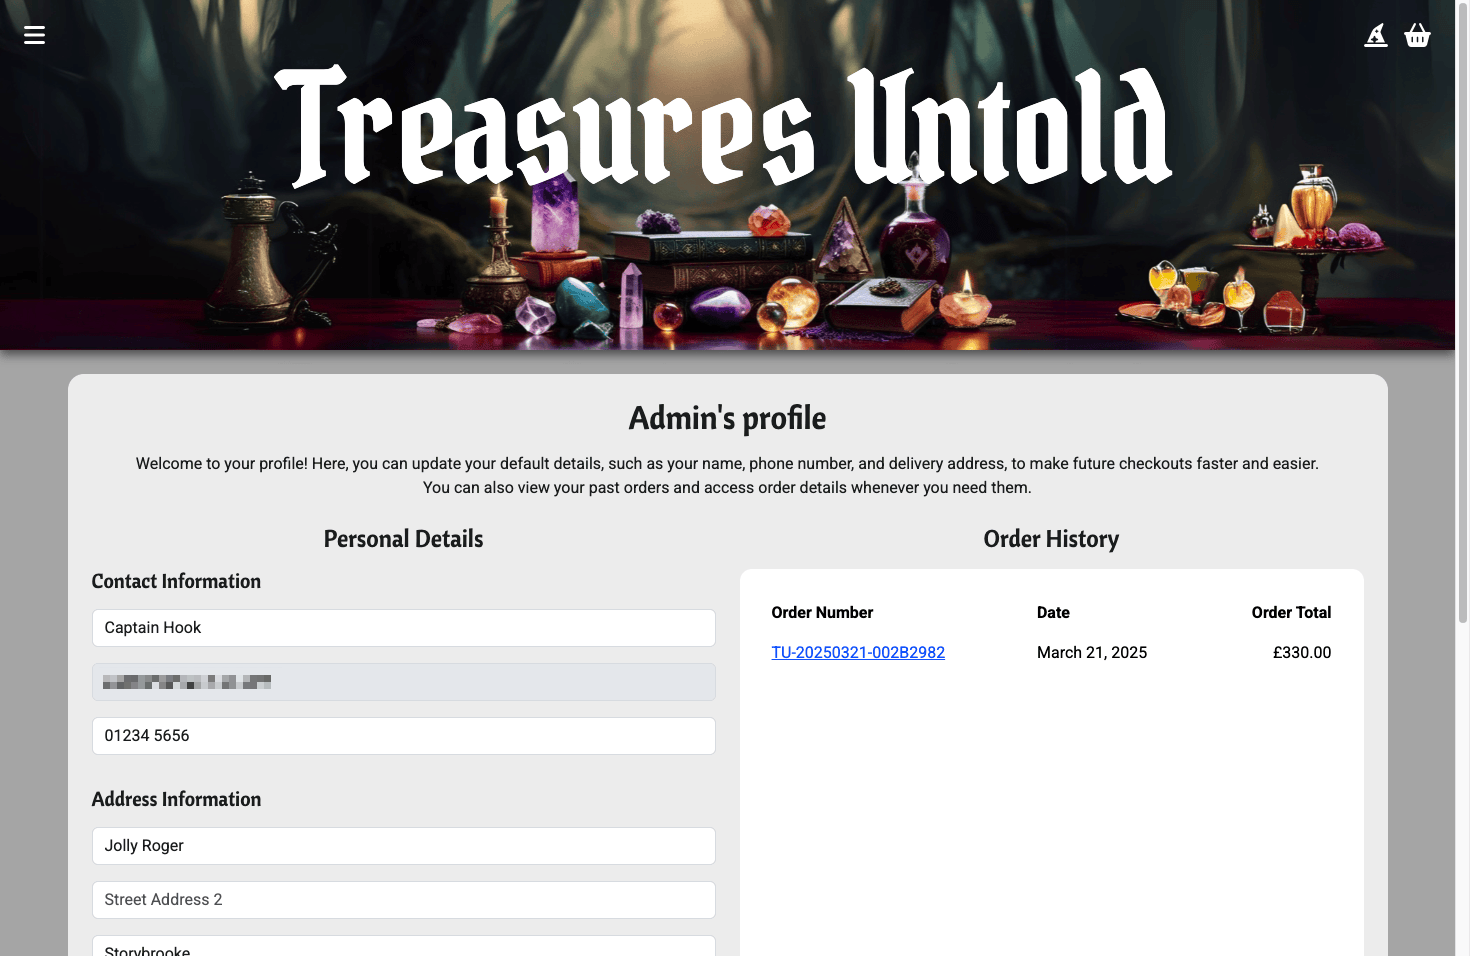 Treasures Untold
Admin's profile
Welcome to your profile! Here, you can update your default details, such as your name, phone number, and delivery address, to make future checkouts faster and easier.
You can also view your past orders and access order details whenever you need them.
Personal Details
Contact Information
Captain Hook
01234 5656
Address Information
Jolly Roger
Street Address 2
Storybrooke
Order History
Order Number Date Order Total
TU-20250321-002B2982 March 21, 2025 £330.00